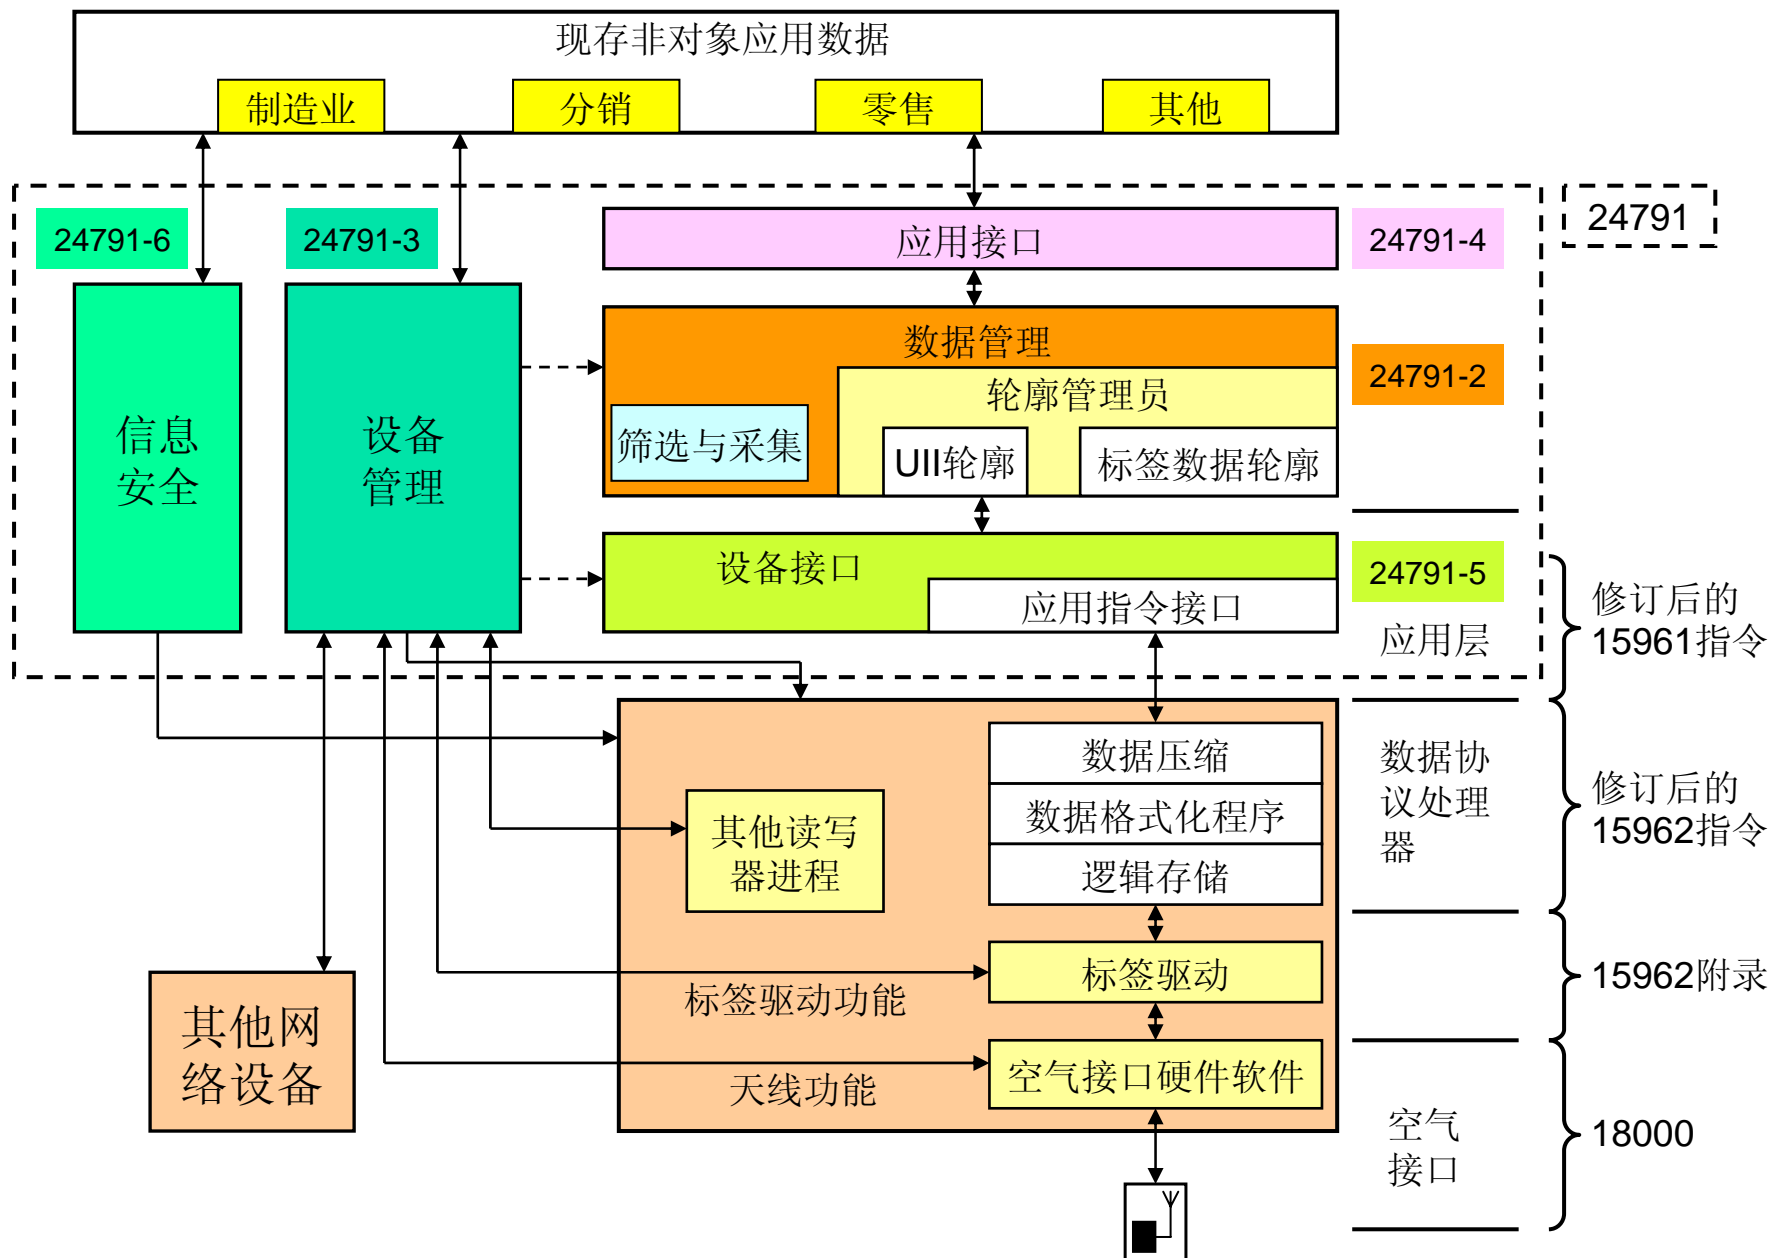 现存非对象应用数据
制造业
分销
零售
其他
24791-6
24791-3
应用接口
24791-4
24791
数据管理
24791-2
轮廓管理员
筛选与采集
UII轮廓
标签数据轮廓
信息
安全
设备
管理
设备接口
24791-5
应用指令接口
应用层
修订后的
15961指令
数据压缩
数据格式化程序
逻辑存储
其他读写
器进程
数据协
议处理
器
修订后的
15962指令
标签驱动
标签驱动功能
15962附录
其他网
络设备
空气接口硬件软件
天线功能
空气
接口
18000